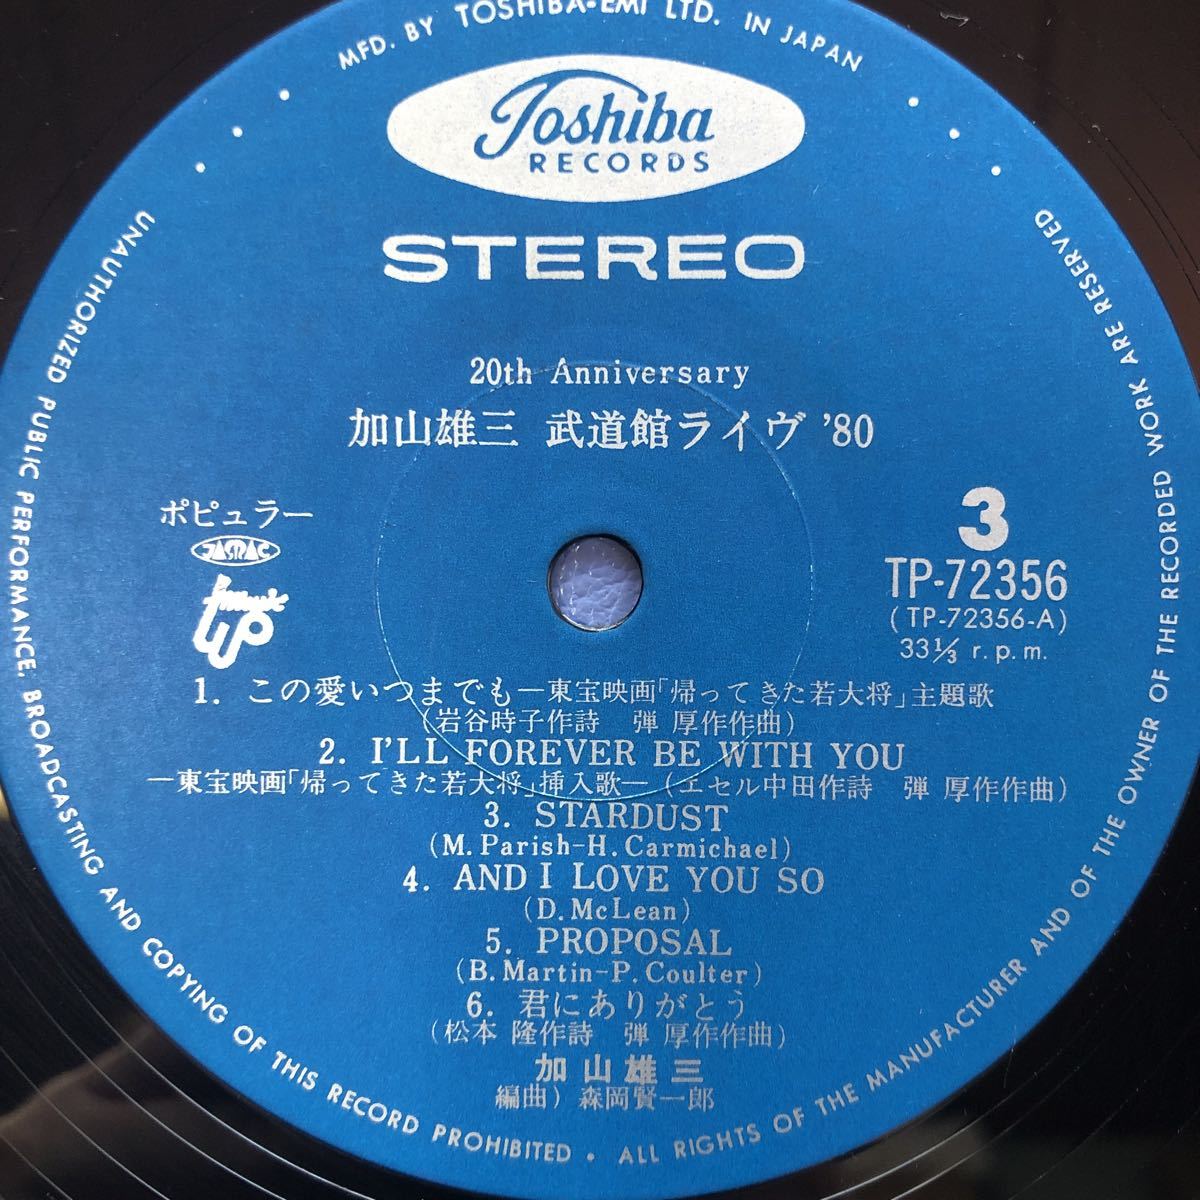 MFD. BY TOSHIBA-EMI LTD. IN JAPAN
Toshiba
RECORDS
STEREO
20th Anniversary
加山雄三 武道館ライヴ '80
ポピュラー
JASRAC
music
UP
3
TP-72356
(TP-72356-A)
33⅓ r.p.m.
1. この愛いつまでも—東宝映画「帰ってきた若大将」主題歌
(岩谷時子作詩 弾 厚作作曲)
2. I'LL FOREVER BE WITH YOU
—東宝映画「帰ってきた若大将」挿入歌—(エセル中田作詩 弾 厚作作曲)
3. STARDUST
(M. Parish-H. Carmichael)
4. AND I LOVE YOU SO
(D. McLean)
5. PROPOSAL
(B. Martin-P. Coulter)
6. 君にありがとう
(松本 隆作詩 弾 厚作作曲)
加山雄三
編曲) 森岡賢一郎
UNAUTHORIZED PUBLIC PERFORMANCE, BROADCASTING AND COPYING OF THIS RECORD PROHIBITED • ALL RIGHTS OF THE MANUFACTURER AND OF THE OWNER OF THE RECORDED WORK ARE RESERVED